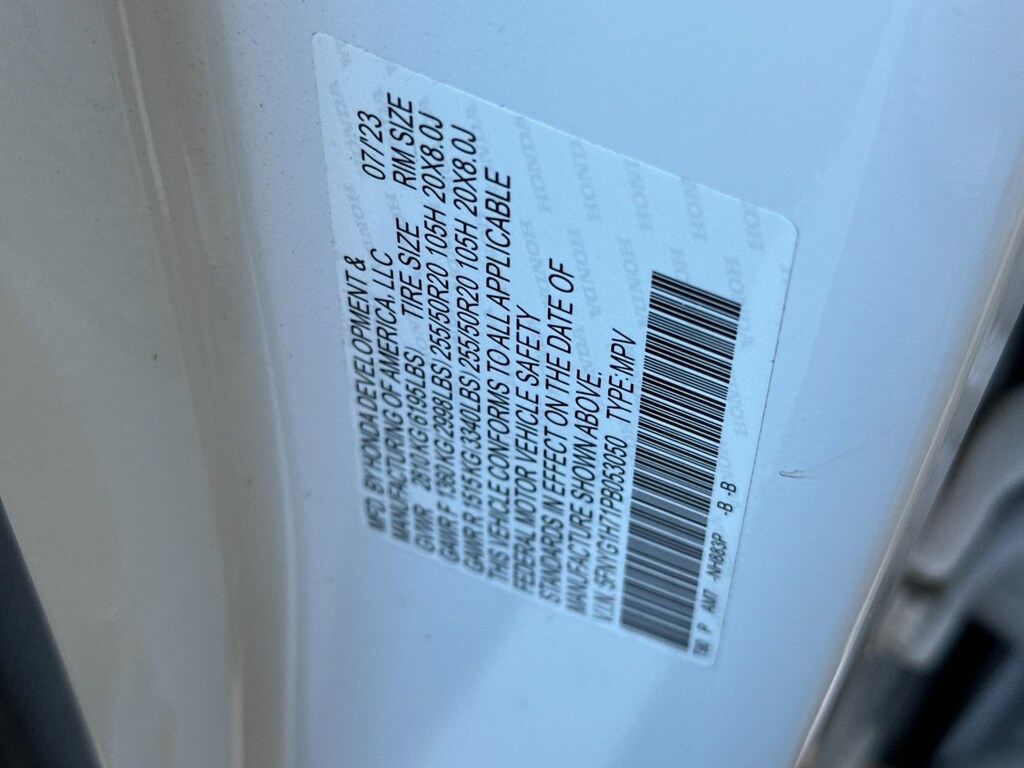 MFD. BY HONDA DEVELOPMENT & 07/'23
MANUFACTURING OF AMERICA, LLC
GVWR 2810 KG(6195LBS) TIRE SIZE RIM SIZE
GAWR F 1360 KG(2998LBS) 255/50R20 105H 20X8.0J
GAWR R 1515 KG(3340LBS) 255/50R20 105H 20X8.0J
THIS VEHICLE CONFORMS TO ALL APPLICABLE
FEDERAL MOTOR VEHICLE SAFETY
STANDARDS IN EFFECT ON THE DATE OF
MANUFACTURE SHOWN ABOVE.
V.I.N. 5FNYG1H71PB053050 TYPE:MPV
T90 P AM7 -NH883P -B -B
HONDA